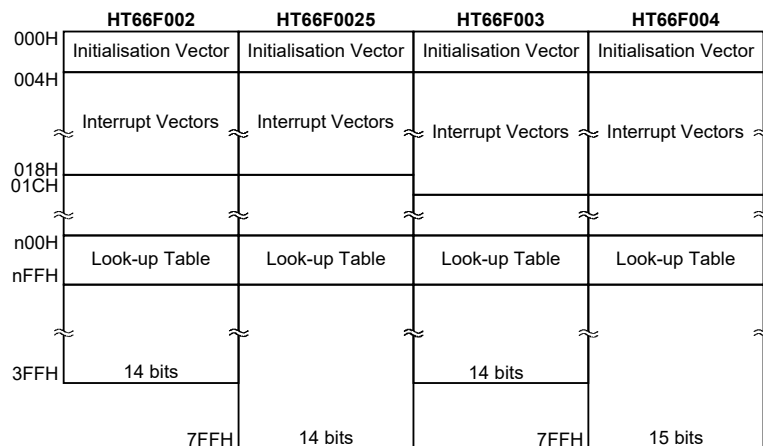 HT66F002 HT66F0025 HT66F003 HT66F004
000H Initialisation Vector Initialisation Vector Initialisation Vector Initialisation Vector
004H
Interrupt Vectors Interrupt Vectors Interrupt Vectors Interrupt Vectors
018H
01CH
n00H
Look-up Table Look-up Table Look-up Table Look-up Table
nFFH
3FFH 14 bits 14 bits
7FFH 14 bits 7FFH 15 bits